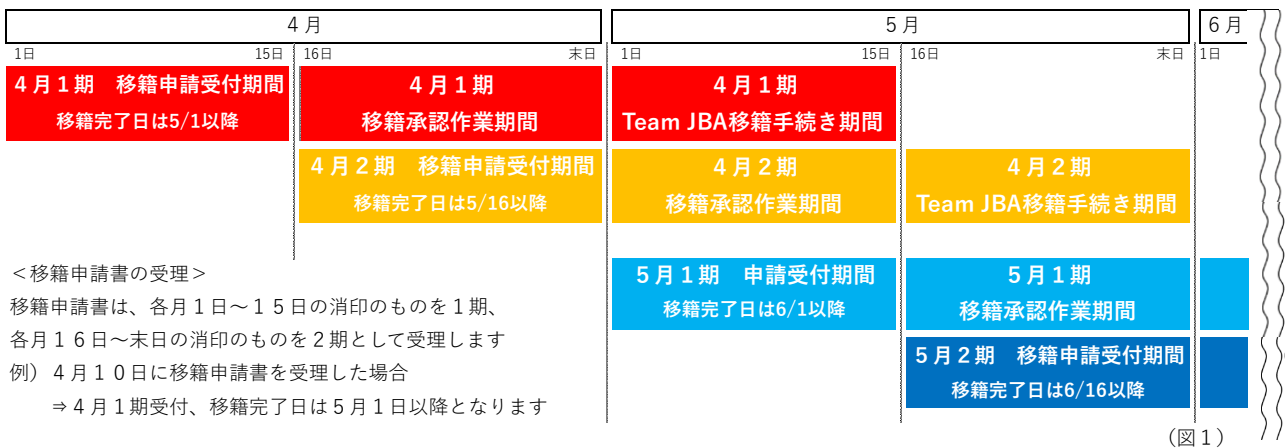 4月 5月 6月
1日 15日 16日 末日 1日 15日 16日 末日 1日
4月1期 移籍申請受付期間
移籍完了日は5/1以降
4月1期
移籍承認作業期間
4月1期
Team JBA移籍手続き期間
4月2期 移籍申請受付期間
移籍完了日は5/16以降
4月2期
移籍承認作業期間
4月2期
Team JBA移籍手続き期間
5月1期 申請受付期間
移籍完了日は6/1以降
5月1期
移籍承認作業期間
5月2期 移籍申請受付期間
移籍完了日は6/16以降
<移籍申請書の受理>
移籍申請書は、各月1日~15日の消印のものを1期、
各月16日~末日の消印のものを2期として受理します
例）4月10日に移籍申請書を受理した場合
⇒4月1期受付、移籍完了日は5月1日以降となります
(図1)